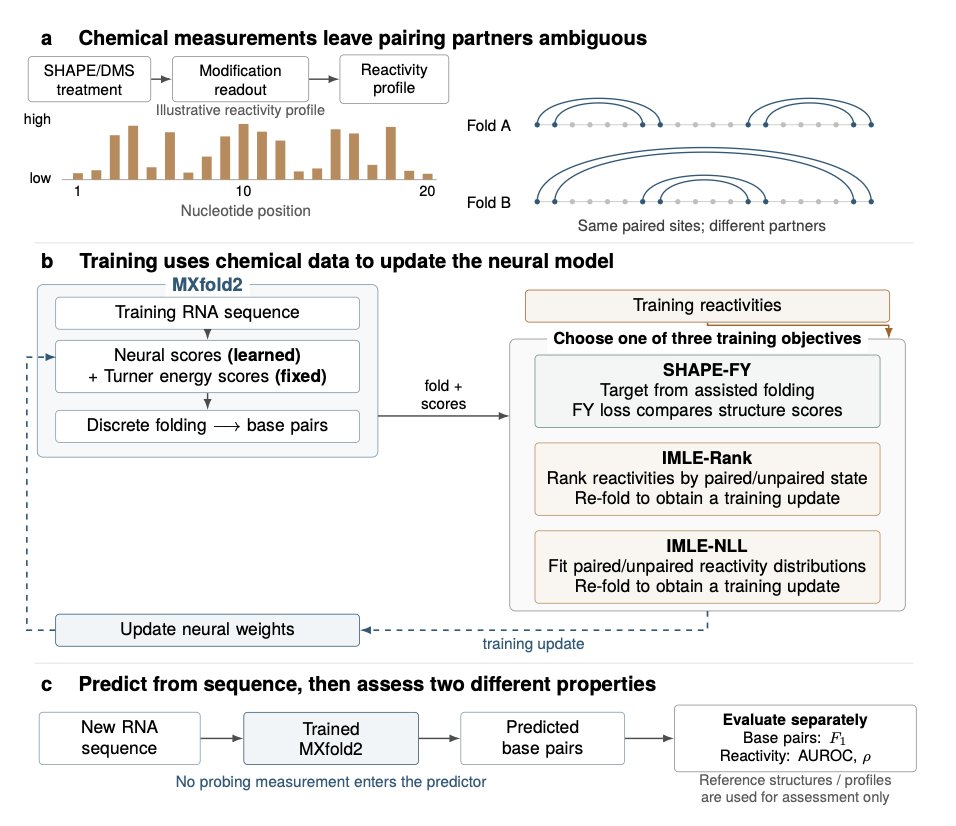 a Chemical measurements leave pairing partners ambiguous
SHAPE/DMS
treatment
Modification
readout
Reactivity
profile
Illustrative reactivity profile
high
low
1
10
20
Nucleotide position
Fold A
Fold B
Same paired sites; different partners
b Training uses chemical data to update the neural model
MXfold2
Training RNA sequence
Neural scores (learned)
+ Turner energy scores (fixed)
Discrete folding ⟶ base pairs
fold +
scores
Training reactivities
Choose one of three training objectives
SHAPE-FY
Target from assisted folding
FY loss compares structure scores
IMLE-Rank
Rank reactivities by paired/unpaired state
Re-fold to obtain a training update
IMLE-NLL
Fit paired/unpaired reactivity distributions
Re-fold to obtain a training update
Update neural weights
training update
c Predict from sequence, then assess two different properties
New RNA
sequence
Trained
MXfold2
Predicted
base pairs
Evaluate separately
Base pairs: F₁
Reactivity: AUROC, ρ
No probing measurement enters the predictor
Reference structures / profiles
are used for assessment only